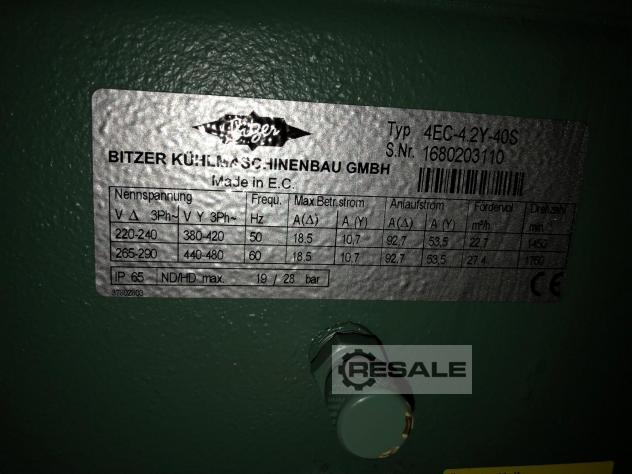 Bitzer
Typ 4EC-4.2Y-40S
S.Nr. 1680203110
BITZER KÜHLMASCHINENBAU GMBH
Made in E.C.
Nennspannung Frequ. Max.Betr.strom Anlaufstrom Fördervol Drehzahl
V Δ 3Ph~ V Y 3Ph~ Hz A(Δ) A (Y) A(Δ) A (Y) m³/h min
220-240 380-420 50 18,5 10,7 92,7 53,5 22.7 1450
265-290 440-480 60 18,5 10,7 92,7 53,5 27.4 1750
IP 65 ND/HD max. 19 / 28 bar
CE
37802803
RESALE